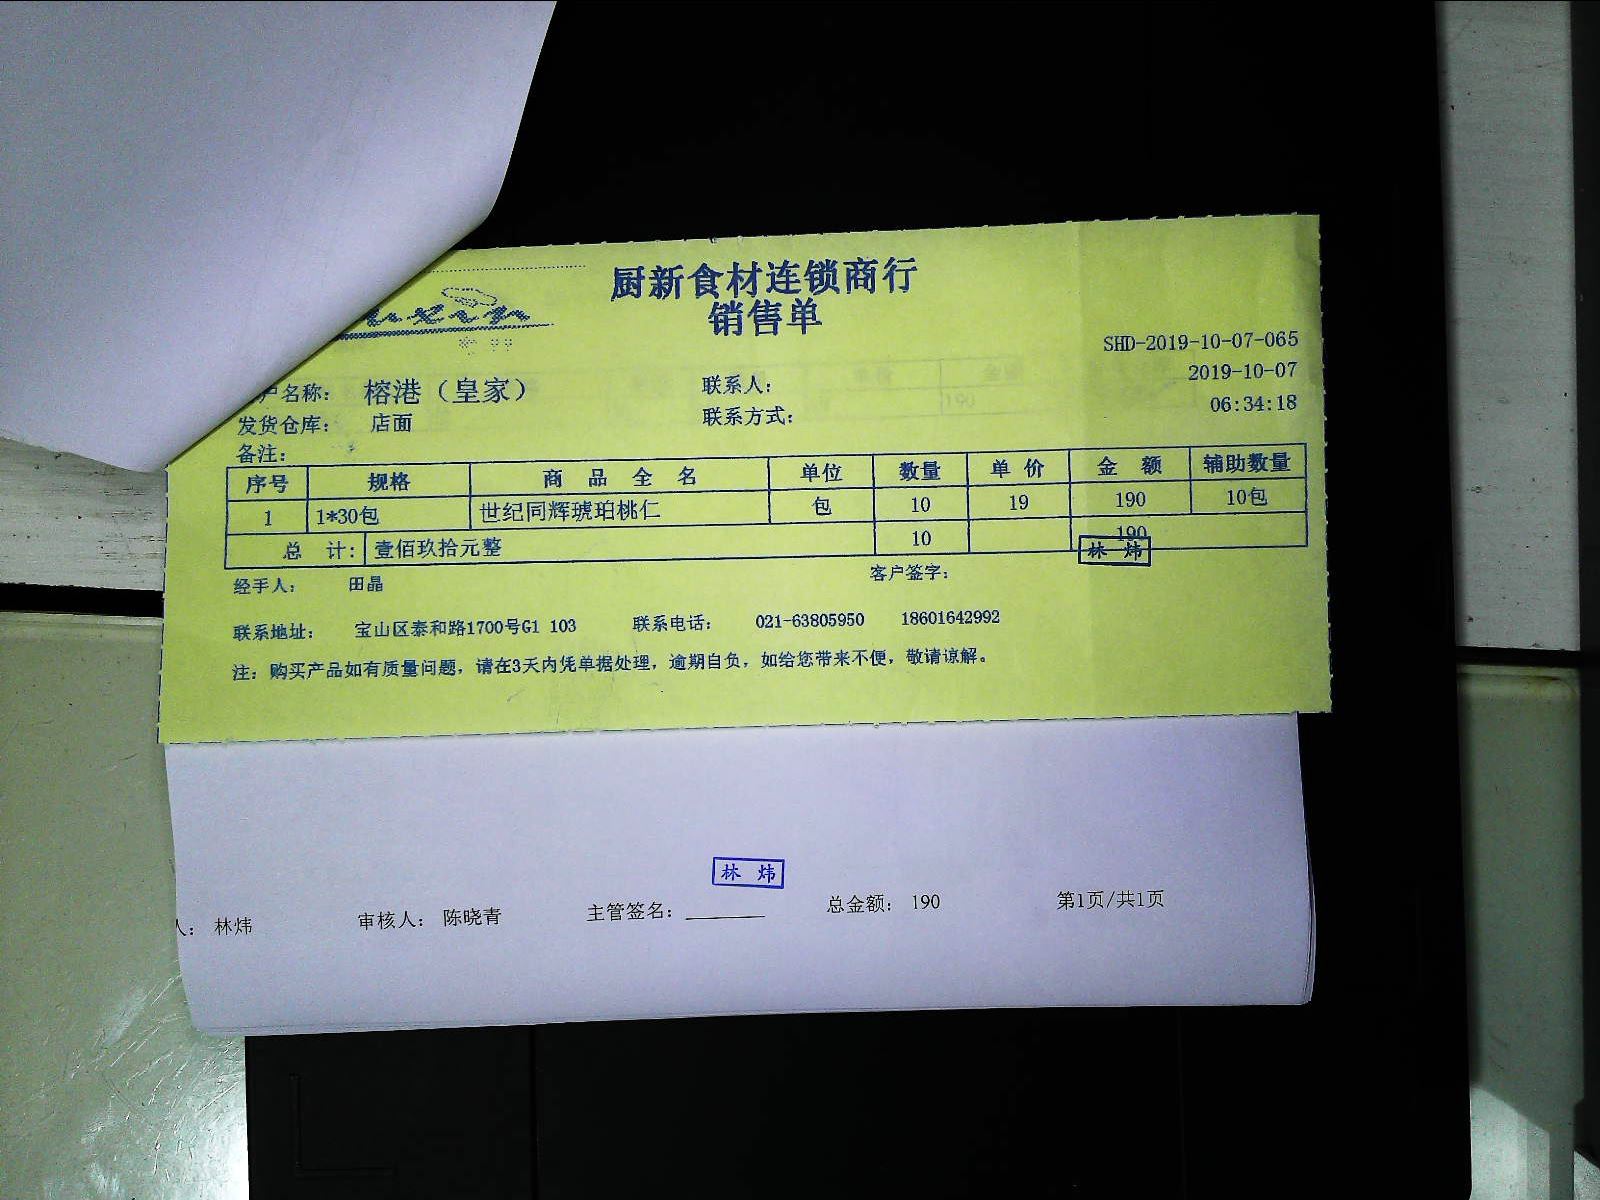 厨新食材连锁商行
销售单
SHD-2019-10-07-065
2019-10-07
06:34:18
户名称: 榕港（皇家） 联系人:
发货仓库: 店面 联系方式:
备注:
序号 规格 商品全名 单位 数量 单价 金额 辅助数量
1 1*30包 世纪同辉琥珀桃仁 包 10 19 190 10包
总计: 壹佰玖拾元整 10 190
林炜
经手人: 田晶 客户签字:
联系地址: 宝山区泰和路1700号G1 103 联系电话: 021-63805950 18601642992
注: 购买产品如有质量问题, 请在3天内凭单据处理, 逾期自负, 如给您带来不便, 敬请谅解。
林炜
人: 林炜 审核人: 陈晓青 主管签名: 总金额: 190 第1页/共1页